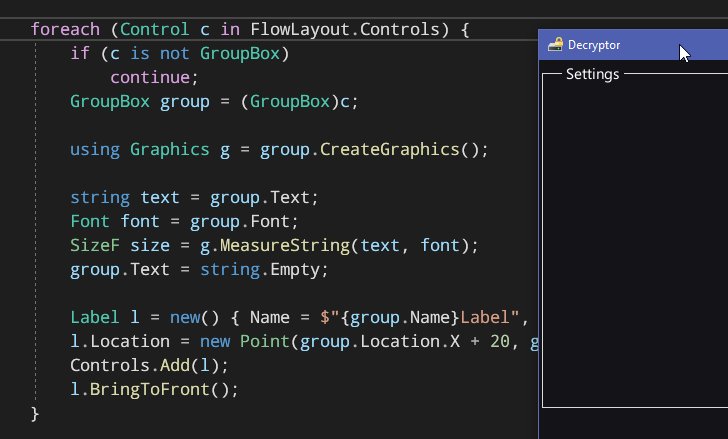 foreach (Control c in FlowLayout.Controls) {
if (c is not GroupBox)
continue;
GroupBox group = (GroupBox)c;
using Graphics g = group.CreateGraphics();
string text = group.Text;
Font font = group.Font;
SizeF size = g.MeasureString(text, font);
group.Text = string.Empty;
Label l = new() { Name = $"{group.Name}Label",
l.Location = new Point(group.Location.X + 20, g
Controls.Add(l);
l.BringToFront();
}
Decryptor
Settings